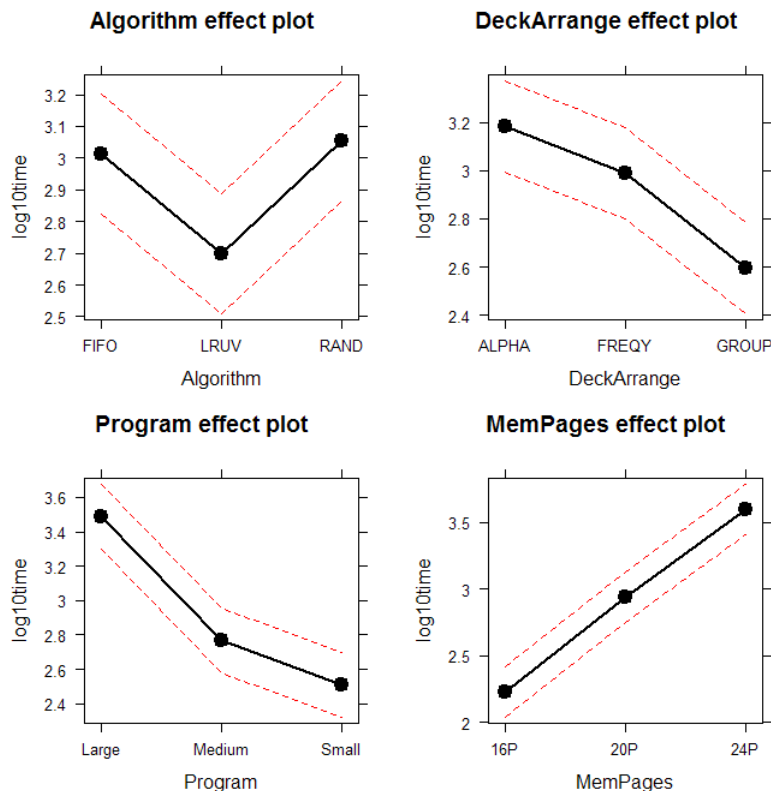 Algorithm effect plot
log10time
3.2
3.1
3
2.9
2.8
2.7
2.6
2.5
FIFO LRUV RAND
Algorithm
DeckArrange effect plot
log10time
3.2
3
2.8
2.6
2.4
ALPHA FREQY GROUP
DeckArrange
Program effect plot
log10time
3.6
3.4
3.2
3
2.8
2.6
2.4
Large Medium Small
Program
MemPages effect plot
log10time
3.5
3
2.5
2
16P 20P 24P
MemPages